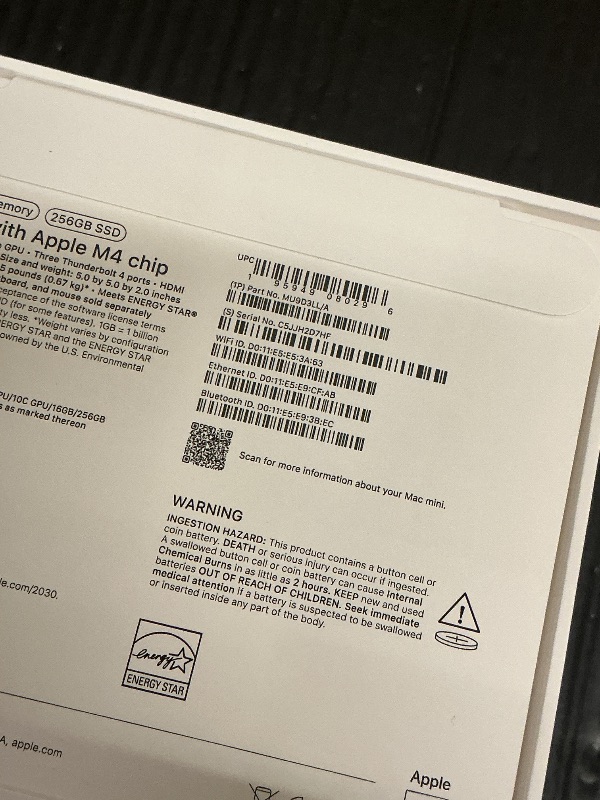 emory 256GB SSD
ith Apple M4 chip
GPU • Three Thunderbolt 4 ports • HDMI
Size and weight: 5.0 by 5.0 by 2.0 inches
5 pounds (0.67 kg)* • Meets ENERGY STAR®
board, and mouse sold separately
ceptance of the software license terms
D (for some features). 1GB = 1 billion
ty less. *Weight varies by configuration
ERGY STAR and the ENERGY STAR
owned by the U.S. Environmental
PU/10C GPU/16GB/256GB
s as marked thereon
UPC
1 95949 08029 6
(1P) Part No. MU9D3LL/A
(S) Serial No. C5JJH2D7HF
WiFi ID. D0:11:E5:E5:3A:63
Ethernet ID. D0:11:E5:E9:CF:AB
Bluetooth ID. D0:11:E5:E9:3B:EC
Scan for more information about your Mac mini.
WARNING
INGESTION HAZARD: This product contains a button cell or
coin battery. DEATH or serious injury can occur if ingested.
A swallowed button cell or coin battery can cause Internal
Chemical Burns in as little as 2 hours. KEEP new and used
batteries OUT OF REACH OF CHILDREN. Seek immediate
medical attention if a battery is suspected to be swallowed
or inserted inside any part of the body.
le.com/2030.
energy
ENERGY STAR
A, apple.com
Apple